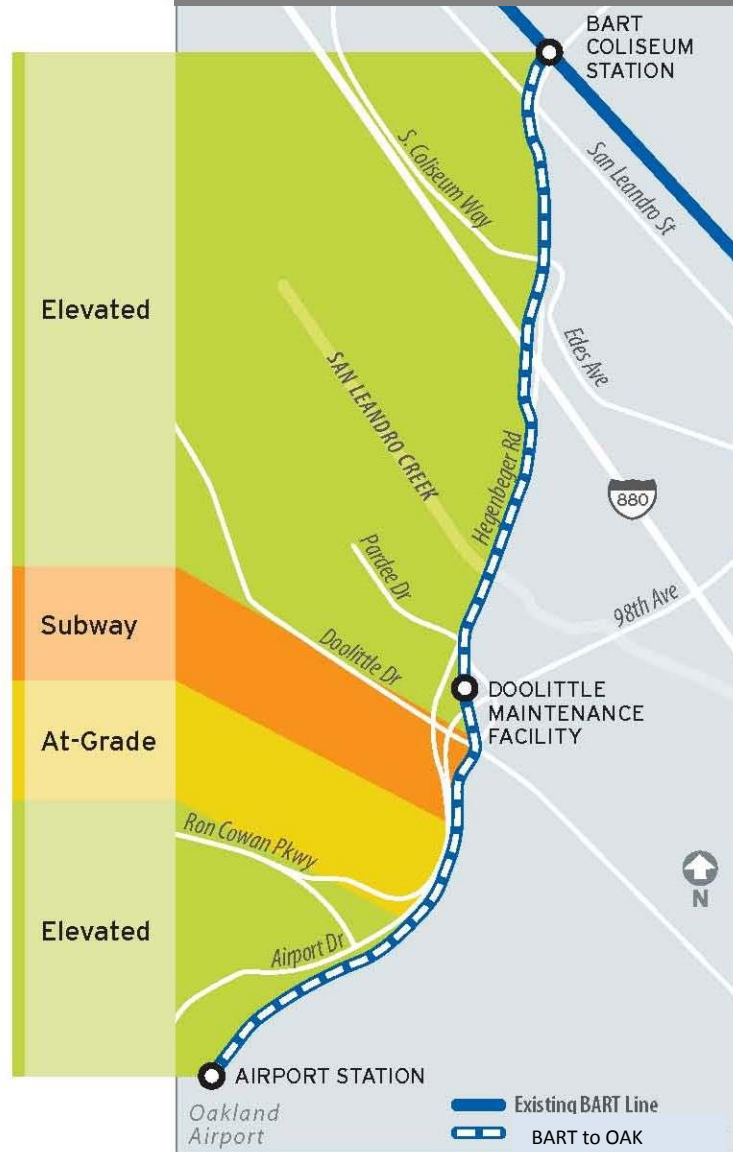 BART
COLISEUM
STATION
S. Coliseum Way
San Leandro St
Elevated
Edes Ave
SAN LEANDRO CREEK
Hegenbeger Rd
880
Pardee Dr
98th Ave
Subway
Doolittle Dr
DOOLITTLE
MAINTENANCE
FACILITY
At-Grade
Ron Cowan Pkwy
N
Elevated
Airport Dr
AIRPORT STATION
Oakland
Airport
Existing BART Line
BART to OAK